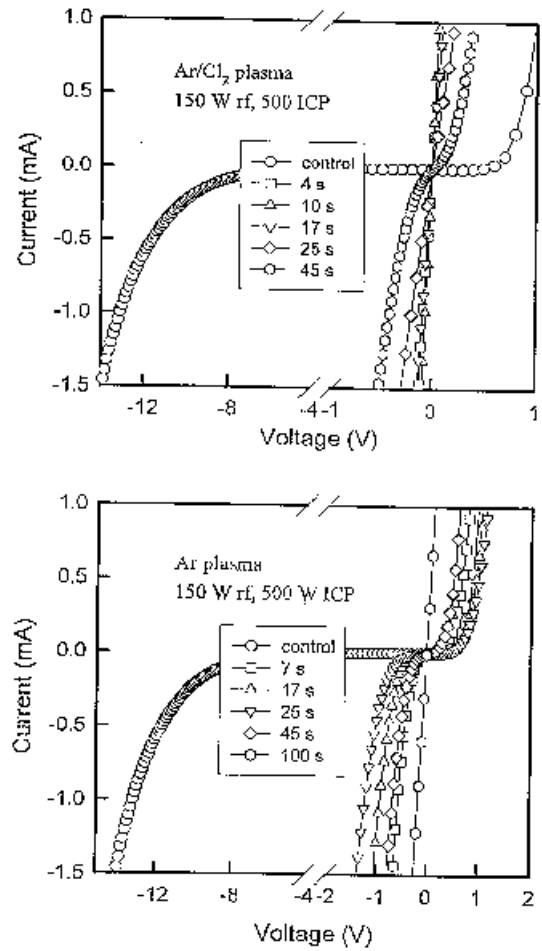 1.0
0.5
0.0
-0.5
-1.0
-1.5
Current (mA)
Ar/Cl₂ plasma
150 W rf, 500 ICP
control
4 s
10 s
17 s
25 s
45 s
-12
-8
-4
-1
0
1
Voltage (V)
1.0
0.5
0.0
-0.5
-1.0
-1.5
Current (mA)
Ar plasma
150 W rf, 500 W ICP
control
7 s
17 s
25 s
45 s
100 s
-12
-8
-4
-2
-1
0
1
2
Voltage (V)